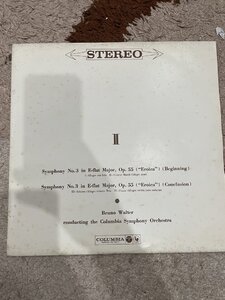 STEREO
II
Symphony No. 3 in E-flat Major, Op. 55 ("Eroica") (Beginning)
Symphony No. 3 in E-flat Major, Op. 55 ("Eroica") (Conclusion)
Bruno Walter
conducting the Columbia Symphony Orchestra
COLUMBIA